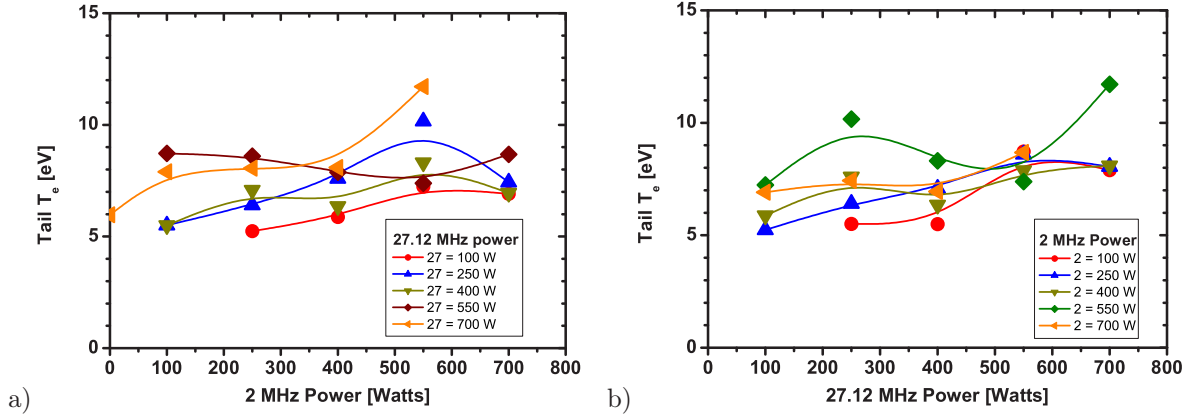 15
10
5
0
Tail T e [eV]
27.12 MHz power
27 = 100 W
27 = 250 W
27 = 400 W
27 = 550 W
27 = 700 W
0 100 200 300 400 500 600 700 800
2 MHz Power [Watts]
a)
15
10
5
0
Tail T e [eV]
2 MHz Power
2 = 100 W
2 = 250 W
2 = 400 W
2 = 550 W
2 = 700 W
0 100 200 300 400 500 600 700 800
27.12 MHz Power [Watts]
b)